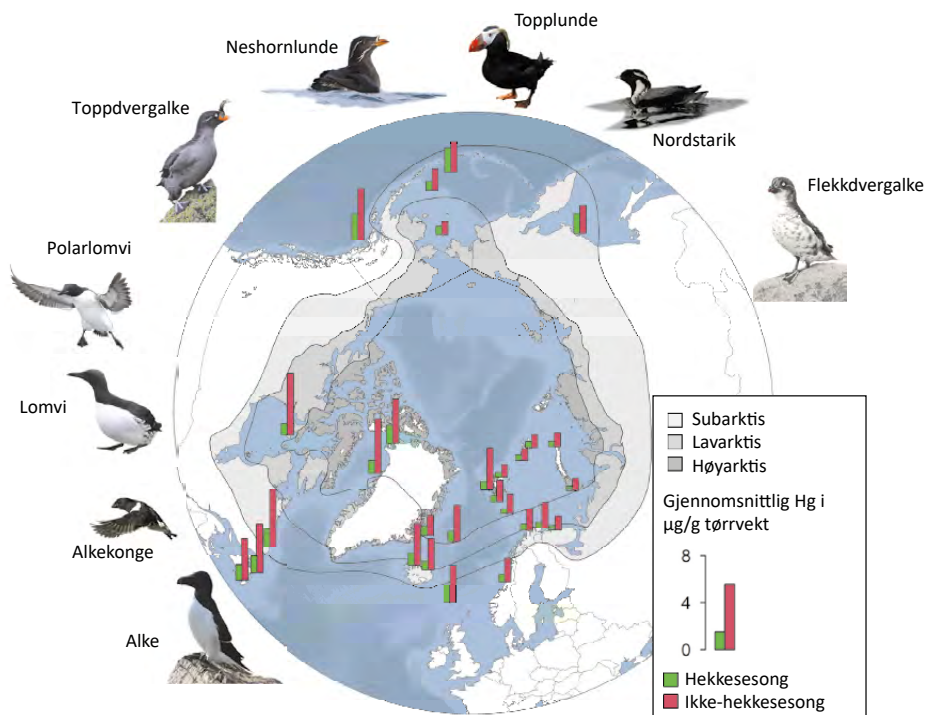 Topplunde
Neshornlunde
Toppdvergalke
Nordstarik
Flekkdvergalke
Polarlomvi
Lomvi
Alkekonge
Alke
Subarktis
Lavarktis
Høyarktis
Gjennomsnittlig Hg i
µg/g tørrvekt
8
4
0
Hekkesesong
Ikke-hekkesesong